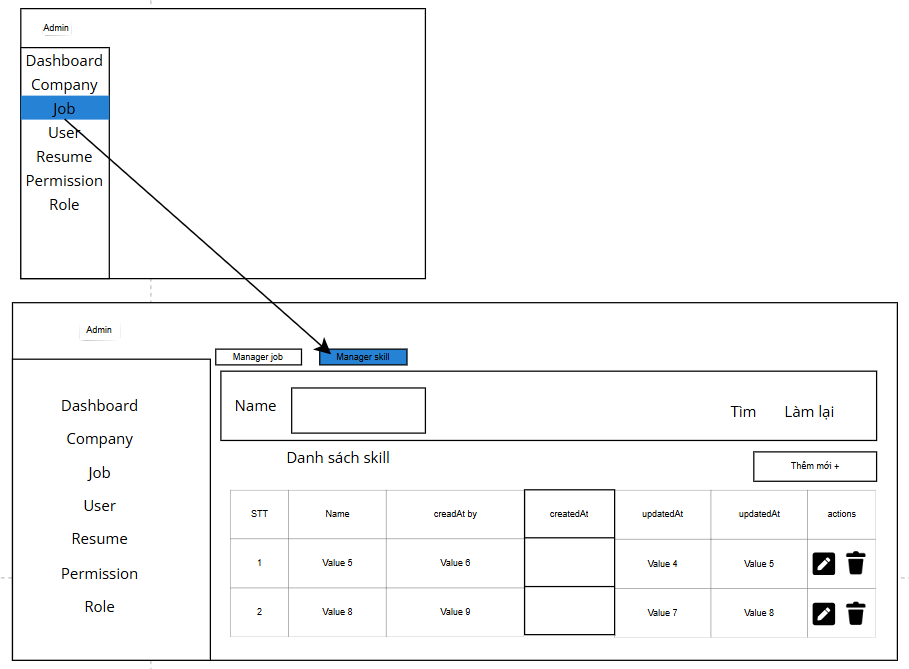 Admin
Dashboard
Company
Job
User
Resume
Permission
Role
Admin
Manager job Manager skill
Dashboard
Company
Job
User
Resume
Permission
Role
Name Tìm Làm lại
Danh sách skill
Thêm mới +
STT Name creadAt by createdAt updatedAt updatedAt actions
1 Value 5 Value 6 Value 4 Value 5
2 Value 8 Value 9 Value 7 Value 8